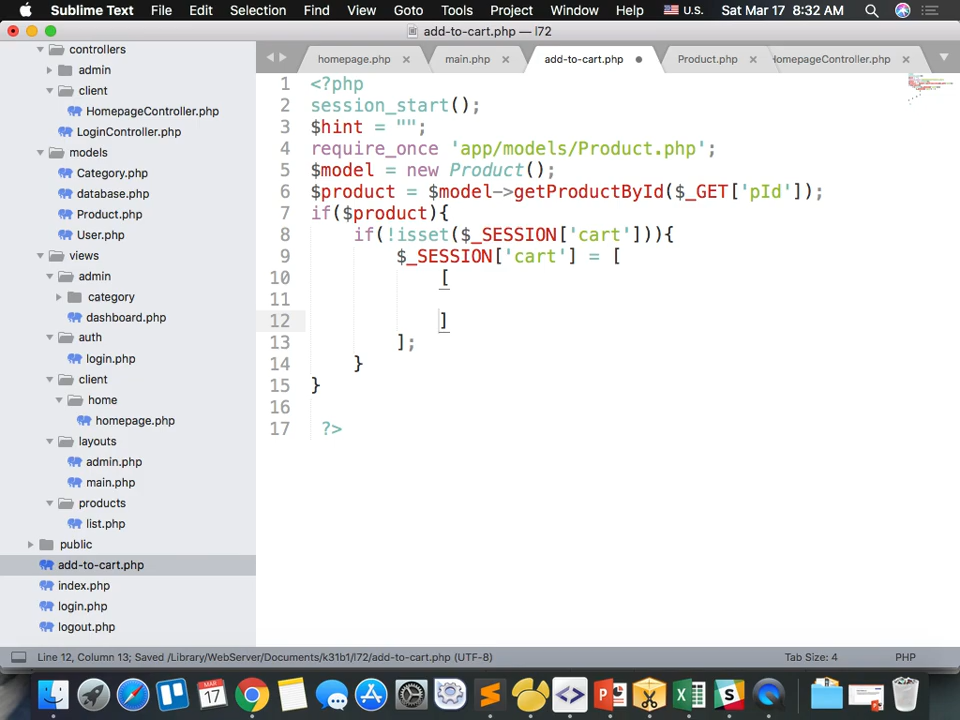 Sublime Text File Edit Selection Find View Goto Tools Project Window Help U.S. Sat Mar 17 8:32 AM
add-to-cart.php — l72
homepage.php × main.php × add-to-cart.php Product.php × HomepageController.php ×
controllers
admin
client
HomepageController.php
LoginController.php
models
Category.php
database.php
Product.php
User.php
views
admin
category
dashboard.php
auth
login.php
client
home
homepage.php
layouts
admin.php
main.php
products
list.php
public
add-to-cart.php
index.php
login.php
logout.php
1 <?php
2 session_start();
3 $hint = "";
4 require_once 'app/models/Product.php';
5 $model = new Product();
6 $product = $model->getProductById($_GET['pId']);
7 if($product){
8 if(!isset($_SESSION['cart'])){
9 $_SESSION['cart'] = [
10 [
11
12 ]
13 ];
14 }
15 }
16
17 ?>
Line 12, Column 13; Saved /Library/WebServer/Documents/k31b1/l72/add-to-cart.php (UTF-8) Tab Size: 4 PHP